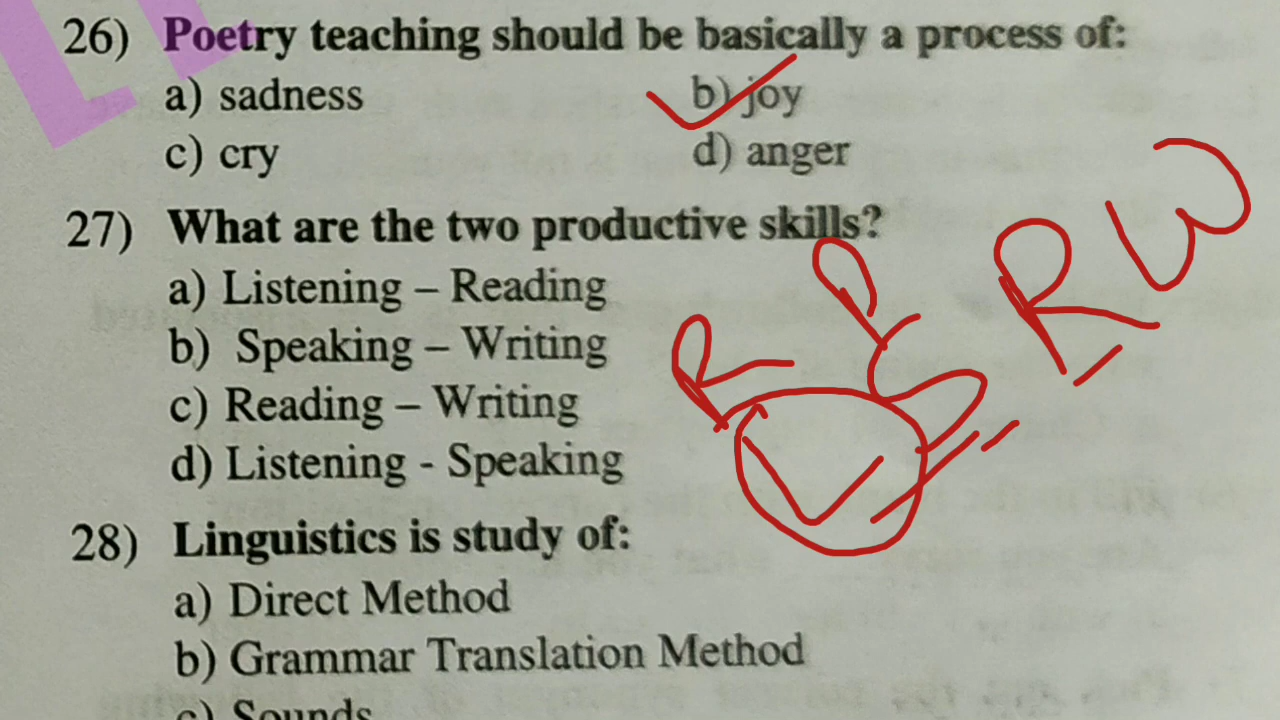 26) Poetry teaching should be basically a process of:
a) sadness b) joy
c) cry d) anger
27) What are the two productive skills?
a) Listening – Reading
b) Speaking – Writing
c) Reading – Writing
d) Listening - Speaking
R P L S R W
28) Linguistics is study of:
a) Direct Method
b) Grammar Translation Method
c) Sounds